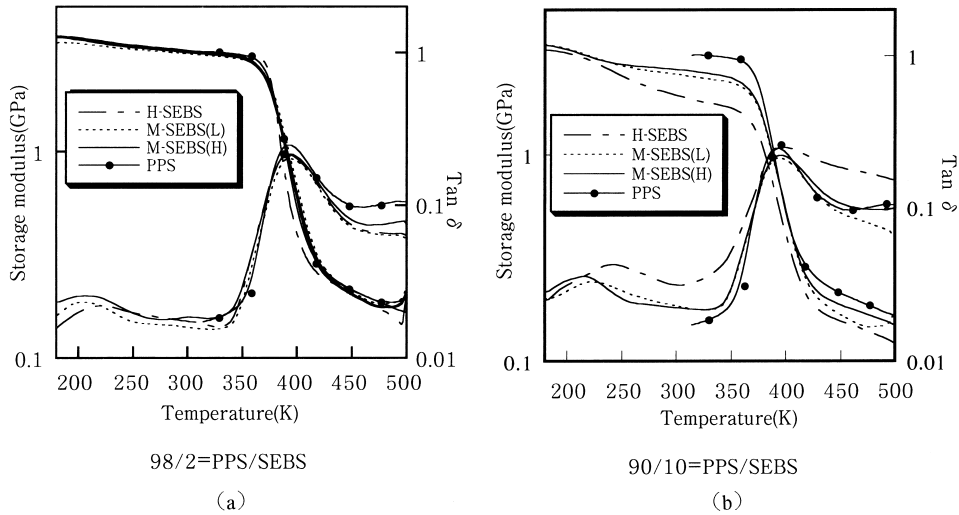 Storage modulus(GPa)
1
0.1
H-SEBS
M-SEBS(L)
M-SEBS(H)
PPS
1
0.1
0.01
Tan δ
200 250 300 350 400 450 500
Temperature(K)
98/2=PPS/SEBS
(a)
Storage modulus(GPa)
1
0.1
H-SEBS
M-SEBS(L)
M-SEBS(H)
PPS
1
0.1
0.01
Tan δ
200 250 300 350 400 450 500
Temperature(K)
90/10=PPS/SEBS
(b)